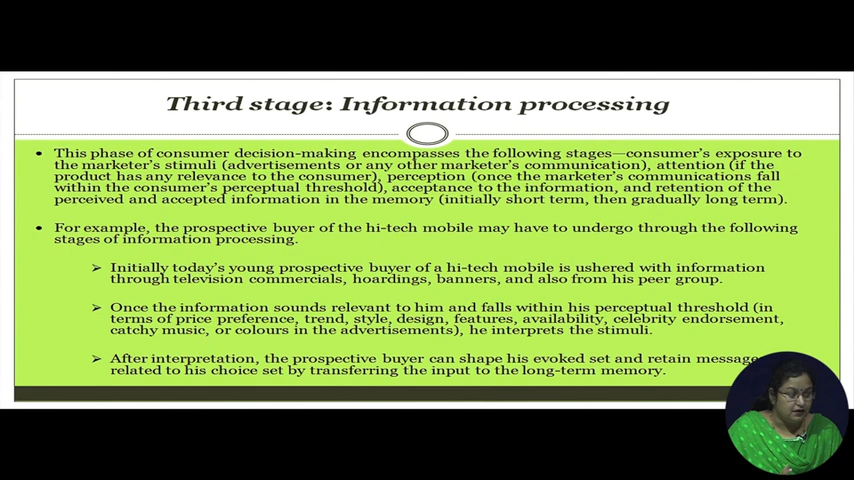 Third stage: Information processing
• This phase of consumer decision-making encompasses the following stages—consumer's exposure to
the marketer's stimuli (advertisements or any other marketer's communication), attention (if the
product has any relevance to the consumer), perception (once the marketer's communications fall
within the consumer's perceptual threshold), acceptance to the information, and retention of the
perceived and accepted information in the memory (initially short term, then gradually long term).
• For example, the prospective buyer of the hi-tech mobile may have to undergo through the following
stages of information processing.
➢ Initially today's young prospective buyer of a hi-tech mobile is ushered with information
through television commercials, hoardings, banners, and also from his peer group.
➢ Once the information sounds relevant to him and falls within his perceptual threshold (in
terms of price preference, trend, style, design, features, availability, celebrity endorsement,
catchy music, or colours in the advertisements), he interprets the stimuli.
➢ After interpretation, the prospective buyer can shape his evoked set and retain message
related to his choice set by transferring the input to the long-term memory.